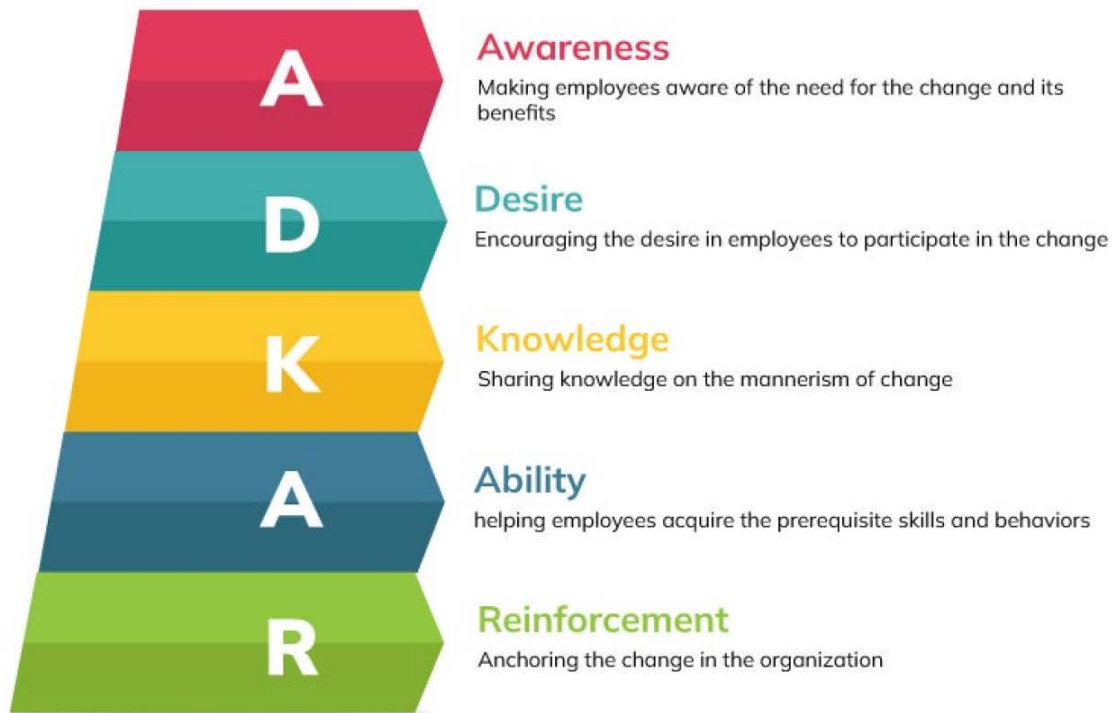 A
Awareness
Making employees aware of the need for the change and its
benefits
D
Desire
Encouraging the desire in employees to participate in the change
K
Knowledge
Sharing knowledge on the mannerism of change
A
Ability
helping employees acquire the prerequisite skills and behaviors
R
Reinforcement
Anchoring the change in the organization